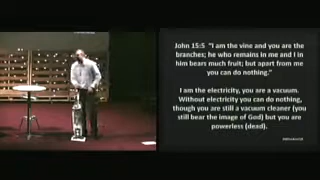 John 15:5 "I am the vine and you are the
branches; he who remains in me and I in
him bears much fruit; but apart from me
you can do nothing."
I am the electricity, you are a vacuum.
Without electricity you can do nothing,
though you are still a vacuum cleaner (you
still bear the image of God) but you are
powerless (dead).